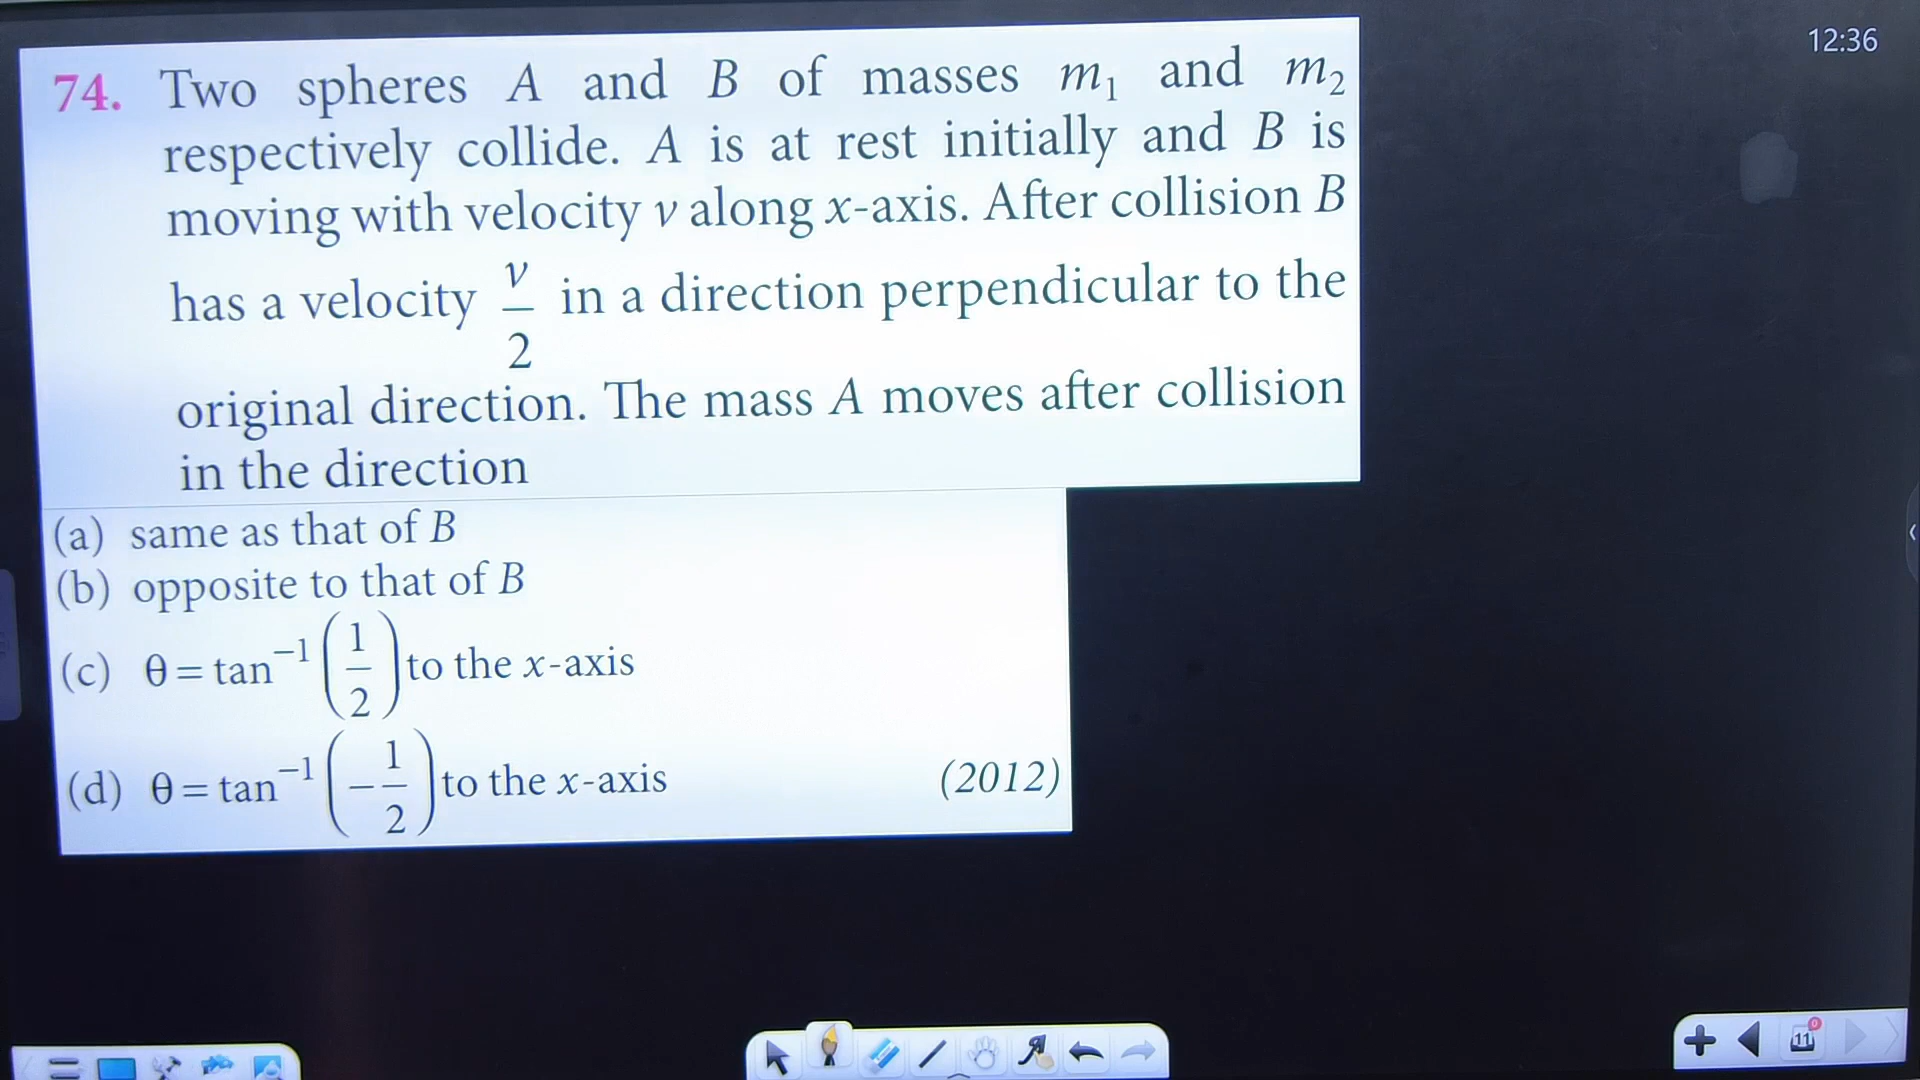 12:36
74. Two spheres A and B of masses m₁ and m₂
respectively collide. A is at rest initially and B is
moving with velocity v along x-axis. After collision B
has a velocity v/2 in a direction perpendicular to the
original direction. The mass A moves after collision
in the direction
(a) same as that of B
(b) opposite to that of B
(c) θ = tan⁻¹(1/2) to the x-axis
(d) θ = tan⁻¹(-1/2) to the x-axis (2012)
11
0